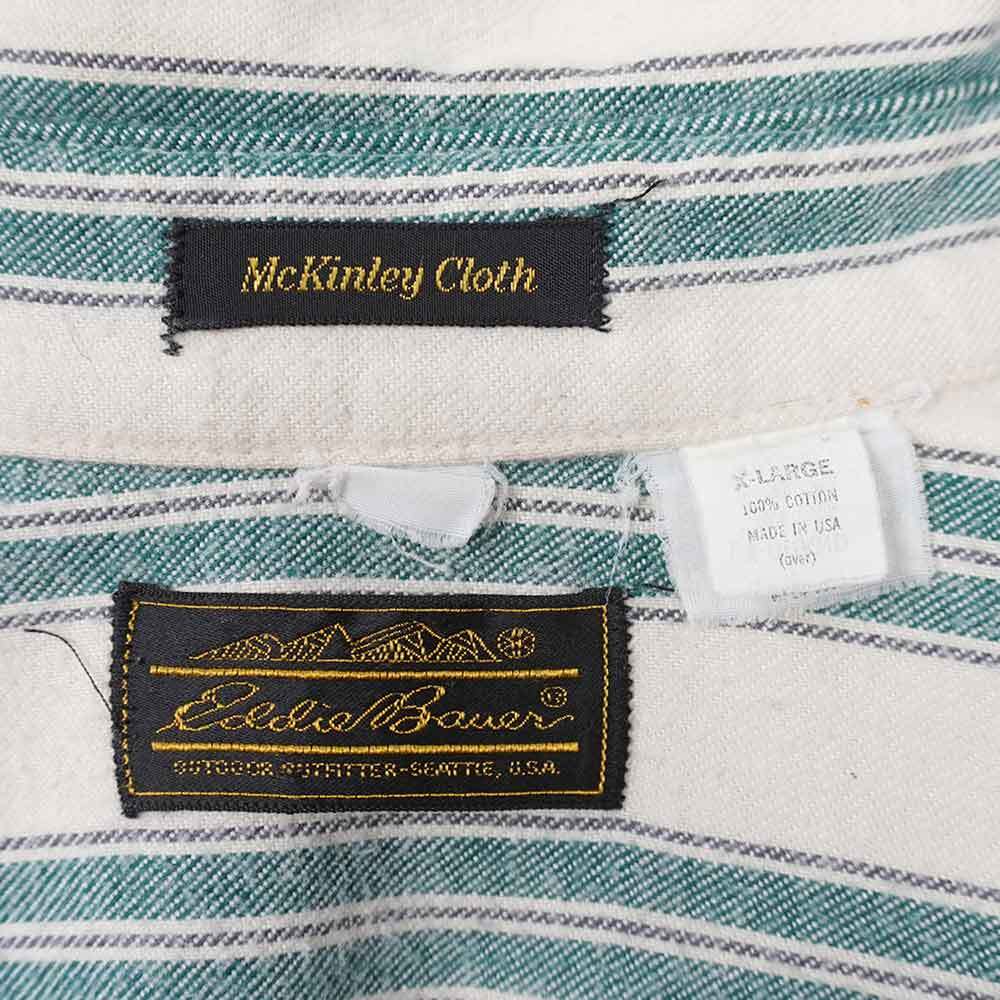 McKinley Cloth
X-LARGE
100% COTTON
MADE IN USA
(over)
Eddie Bauer®
OUTDOOR OUTFITTER-SEATTLE, U.S.A.